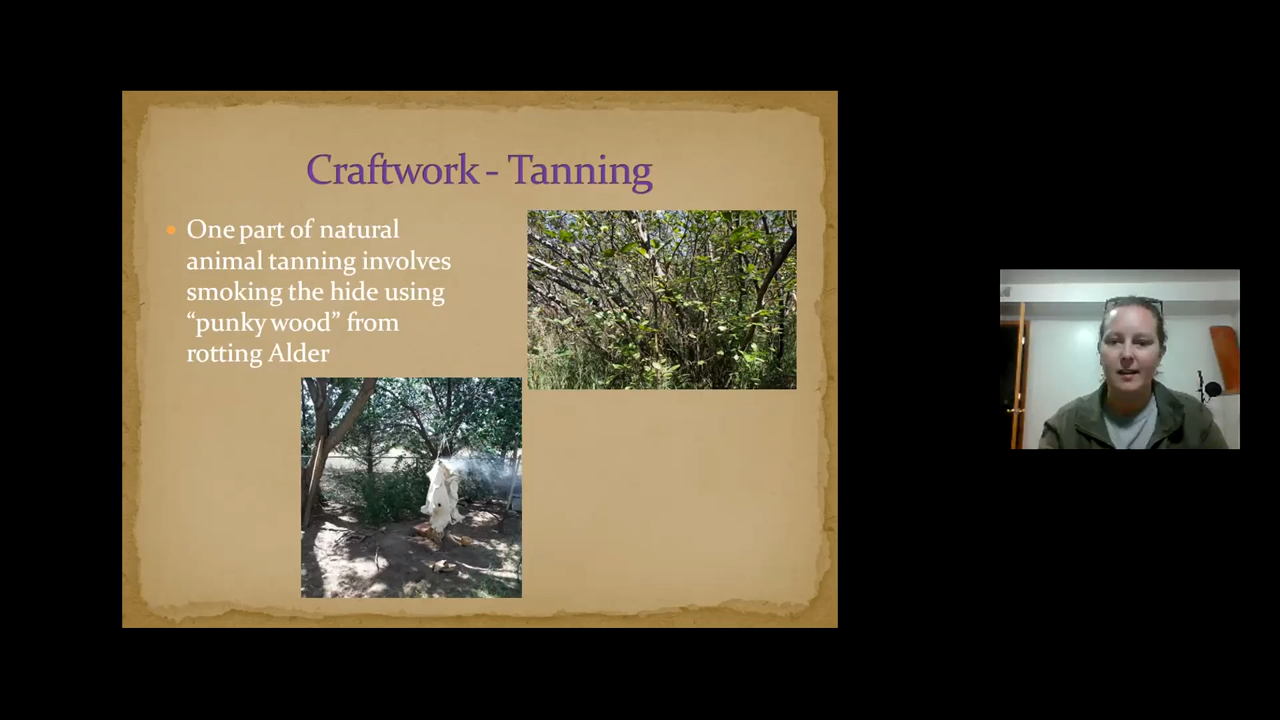 Craftwork - Tanning
One part of natural
animal tanning involves
smoking the hide using
“punky wood” from
rotting Alder